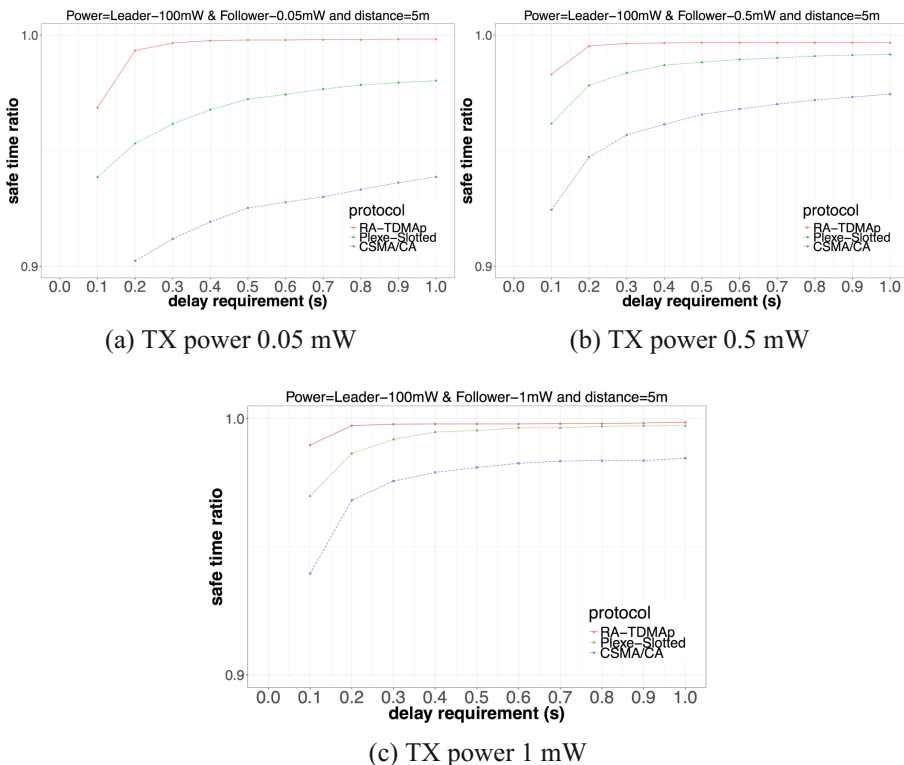 Power=Leader−100mW & Follower−0.05mW and distance=5m
1.0
0.9
safe time ratio
protocol
RA−TDMAp
Plexe−Slotted
CSMA/CA
0.0 0.1 0.2 0.3 0.4 0.5 0.6 0.7 0.8 0.9 1.0
delay requirement (s)
(a) TX power 0.05 mW
Power=Leader−100mW & Follower−0.5mW and distance=5m
1.0
0.9
safe time ratio
protocol
RA−TDMAp
Plexe−Slotted
CSMA/CA
0.0 0.1 0.2 0.3 0.4 0.5 0.6 0.7 0.8 0.9 1.0
delay requirement (s)
(b) TX power 0.5 mW
Power=Leader−100mW & Follower−1mW and distance=5m
1.0
0.9
safe time ratio
protocol
RA−TDMAp
Plexe−Slotted
CSMA/CA
0.0 0.1 0.2 0.3 0.4 0.5 0.6 0.7 0.8 0.9 1.0
delay requirement (s)
(c) TX power 1 mW